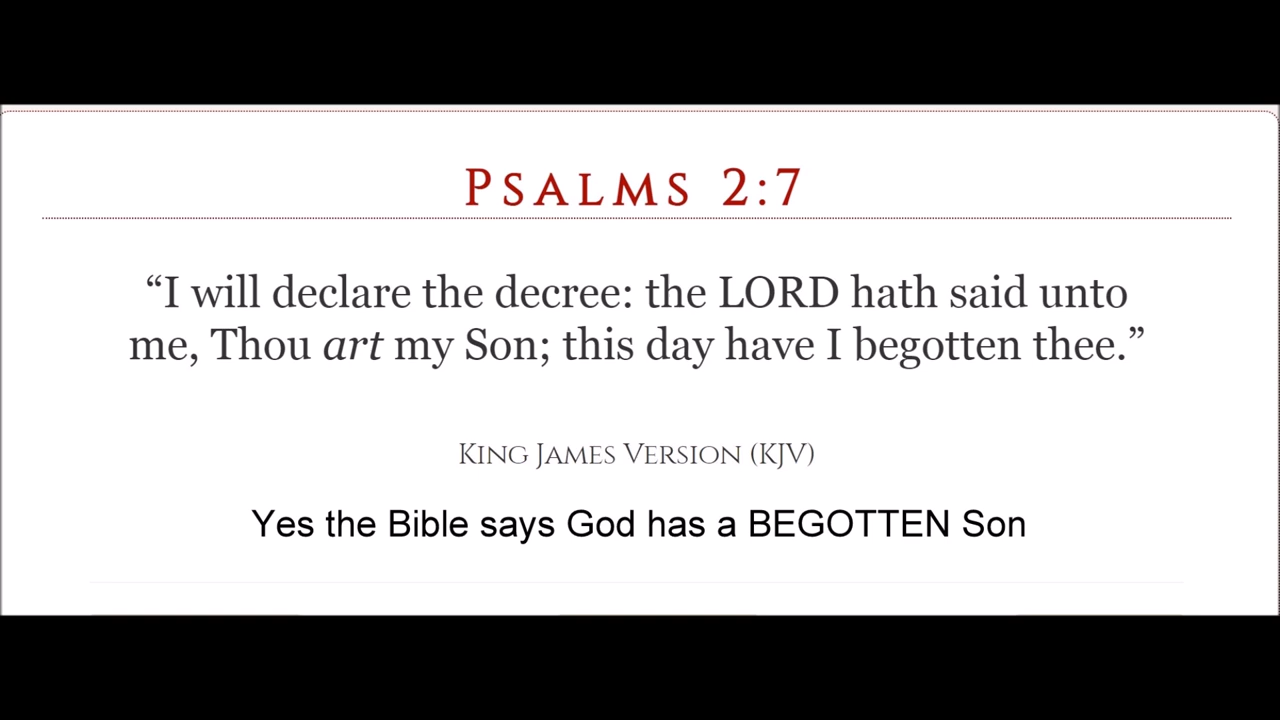 PSALMS 2:7
“I will declare the decree: the LORD hath said unto
me, Thou art my Son; this day have I begotten thee.”
KING JAMES VERSION (KJV)
Yes the Bible says God has a BEGOTTEN Son